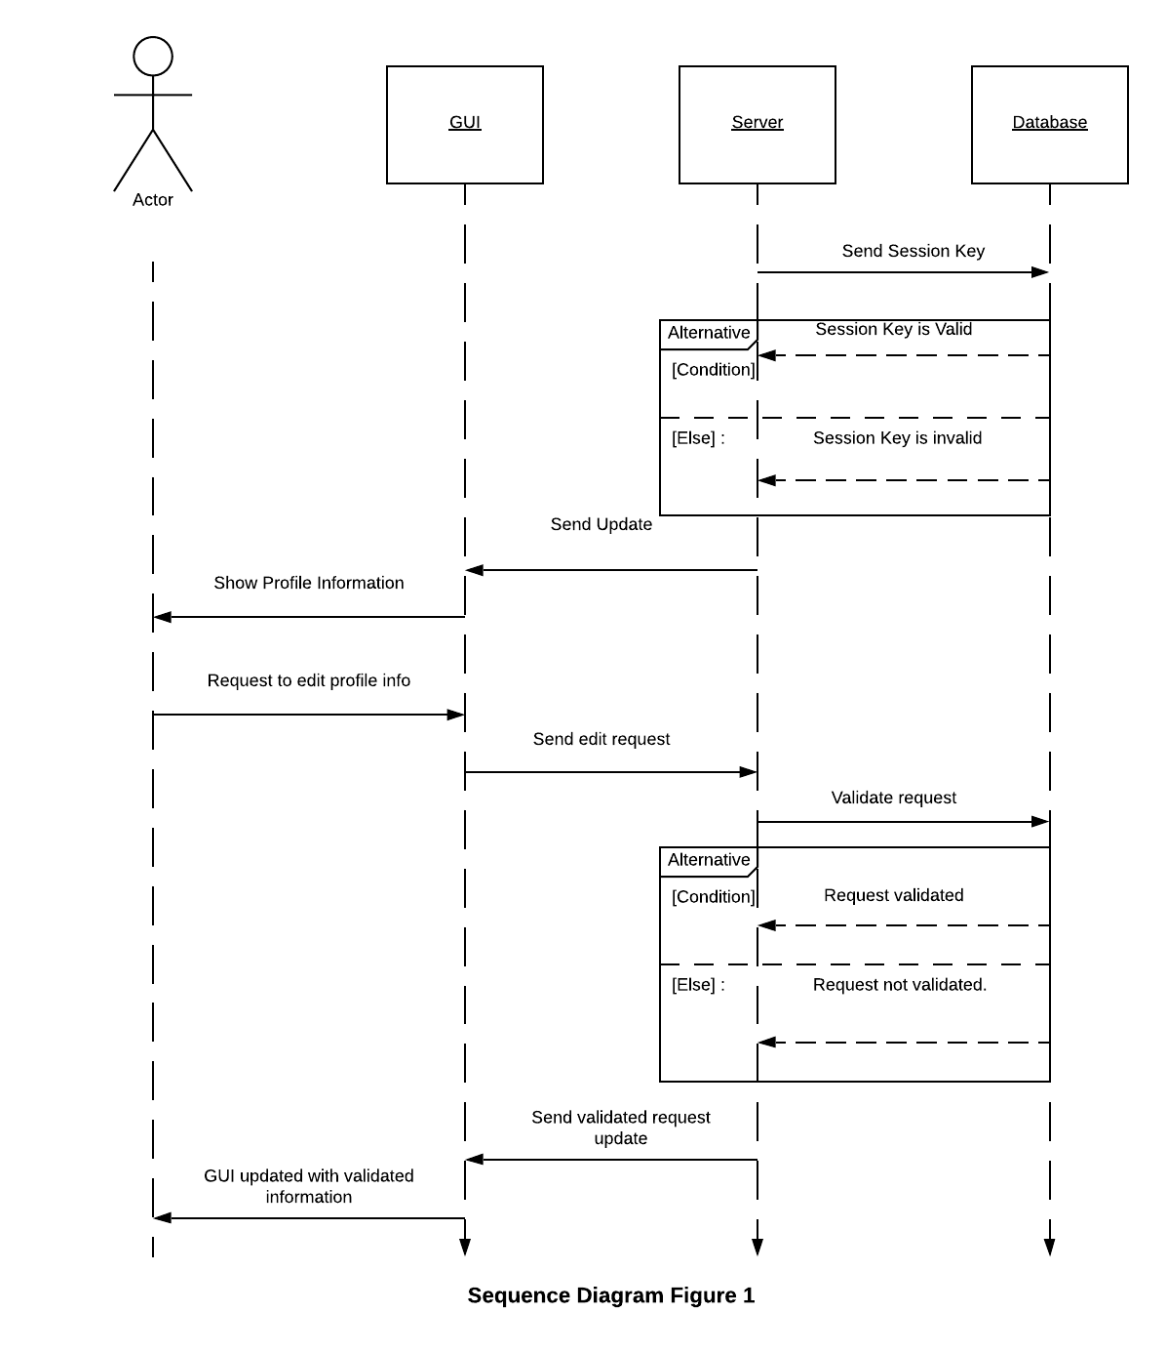 Actor
GUI
Server
Database
Send Session Key
Alternative
Session Key is Valid
[Condition]
[Else] :
Session Key is invalid
Send Update
Show Profile Information
Request to edit profile info
Send edit request
Validate request
Alternative
[Condition]
Request validated
[Else] :
Request not validated.
Send validated request
update
GUI updated with validated
information
Sequence Diagram Figure 1